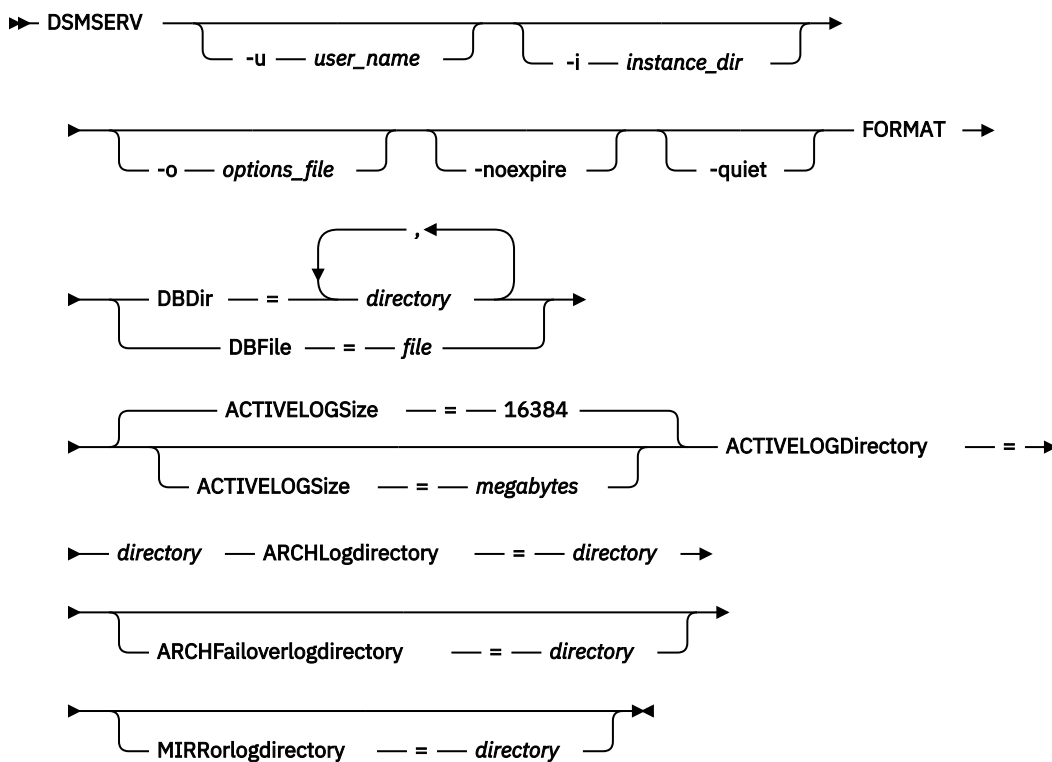 DSMSERV
-u user_name -i instance_dir
FORMAT
-o options_file -noexpire -quiet
,
DBDir = directory
DBFile = file
ACTIVELOGSize = 16384
ACTIVELOGDirectory =
ACTIVELOGSize = megabytes
directory ARCHLogdirectory = directory
ARCHFailoverlogdirectory = directory
MIRRorlogdirectory = directory